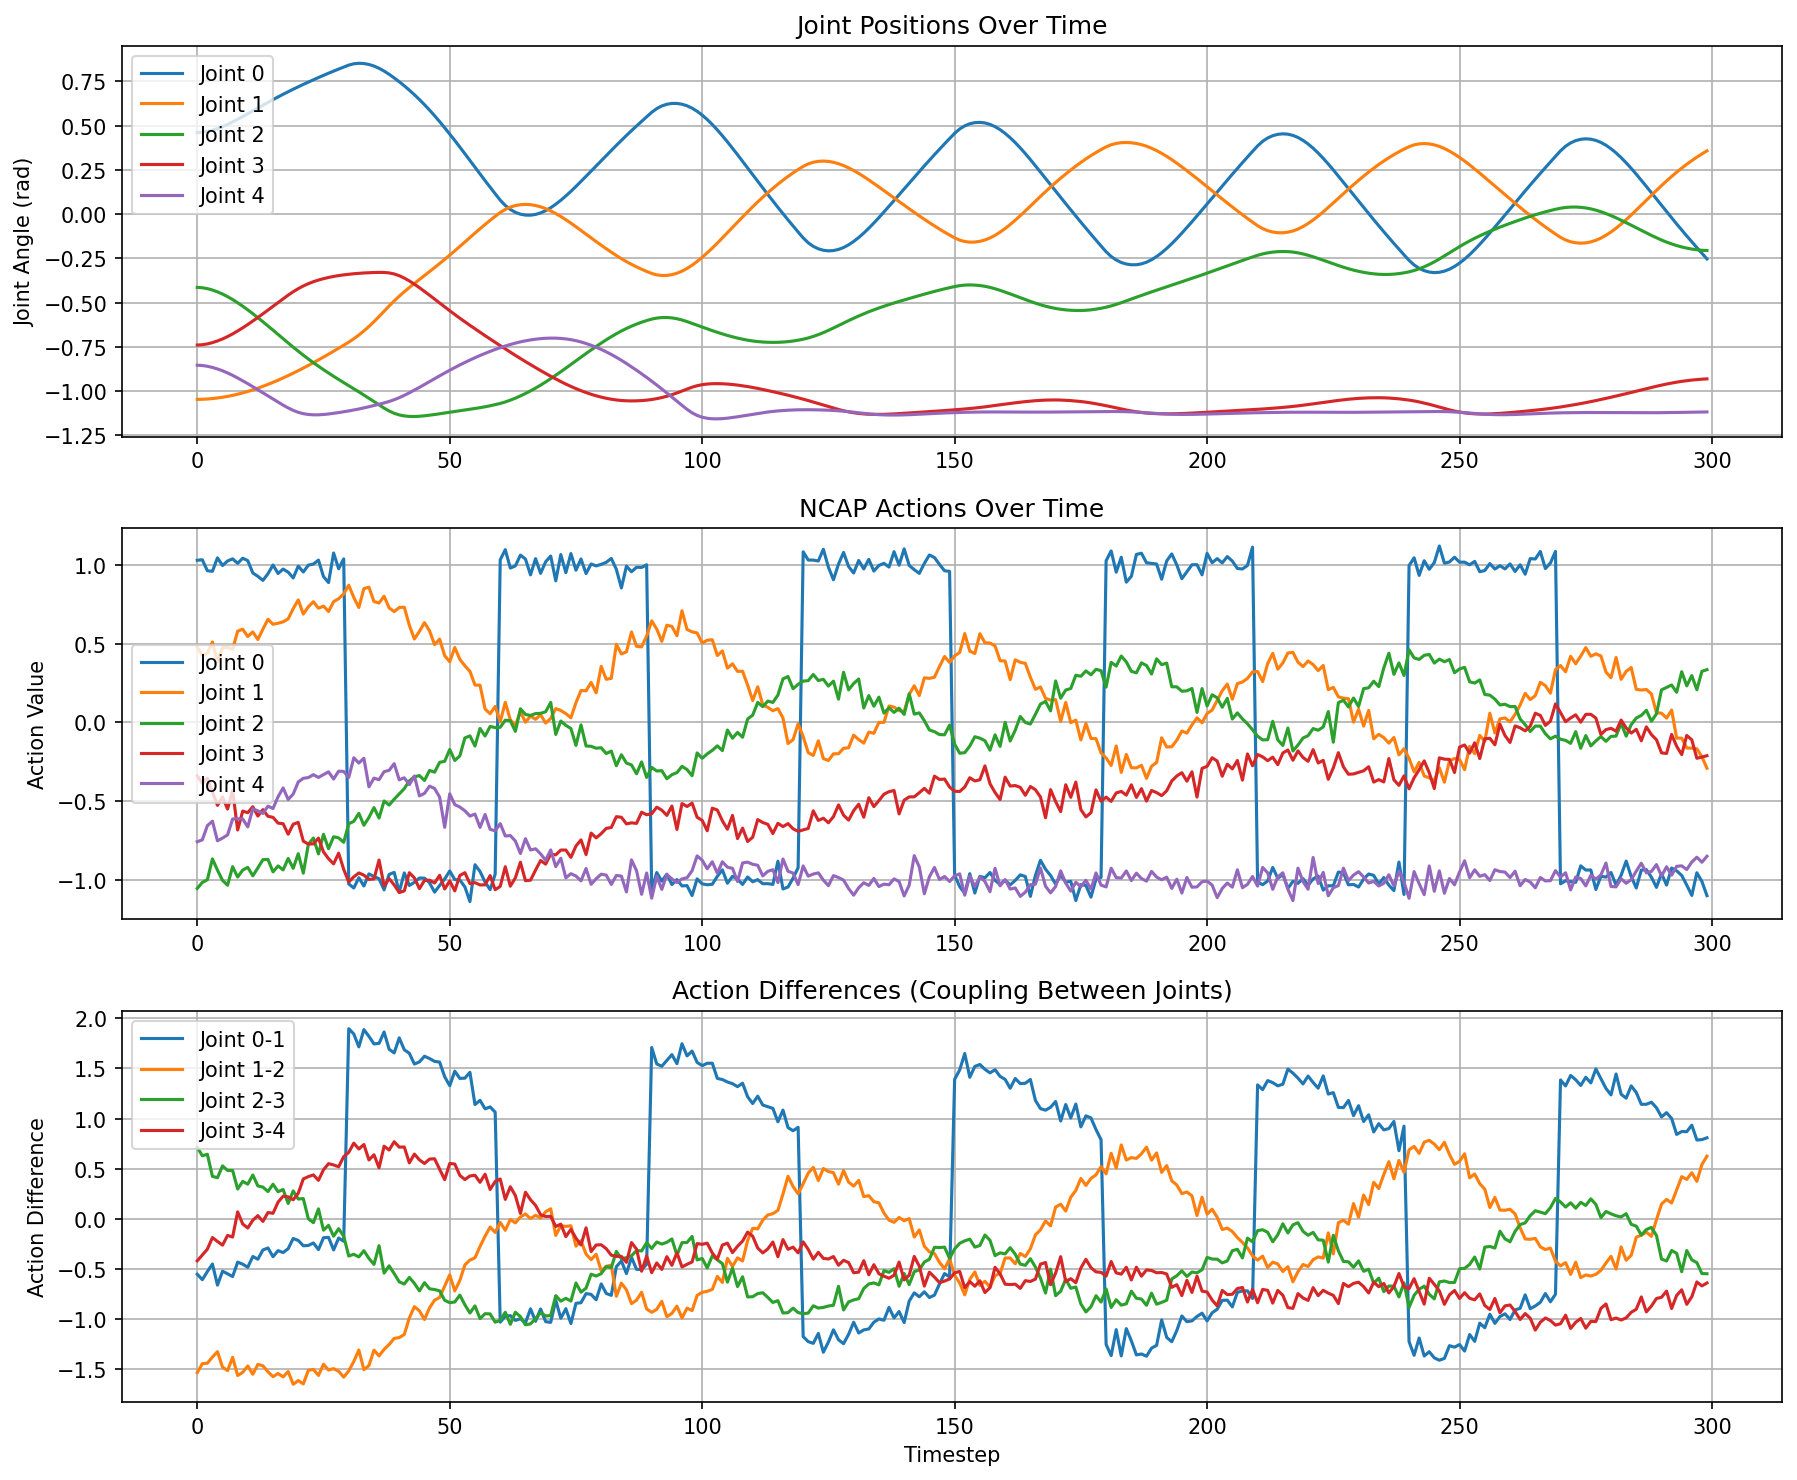 Joint Positions Over Time
Joint Angle (rad)
0.75
0.50
0.25
0.00
−0.25
−0.50
−0.75
−1.00
−1.25
Joint 0
Joint 1
Joint 2
Joint 3
Joint 4
0 50 100 150 200 250 300
NCAP Actions Over Time
Action Value
1.0
0.5
0.0
−0.5
−1.0
Joint 0
Joint 1
Joint 2
Joint 3
Joint 4
0 50 100 150 200 250 300
Action Differences (Coupling Between Joints)
Action Difference
2.0
1.5
1.0
0.5
0.0
−0.5
−1.0
−1.5
Joint 0-1
Joint 1-2
Joint 2-3
Joint 3-4
0 50 100 150 200 250 300
Timestep